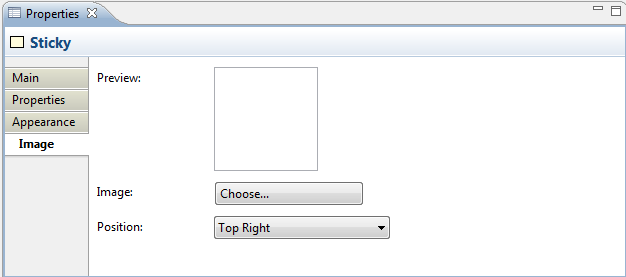 Properties
Sticky
Main
Properties
Appearance
Image
Preview:
Image:
Choose...
Position:
Top Right